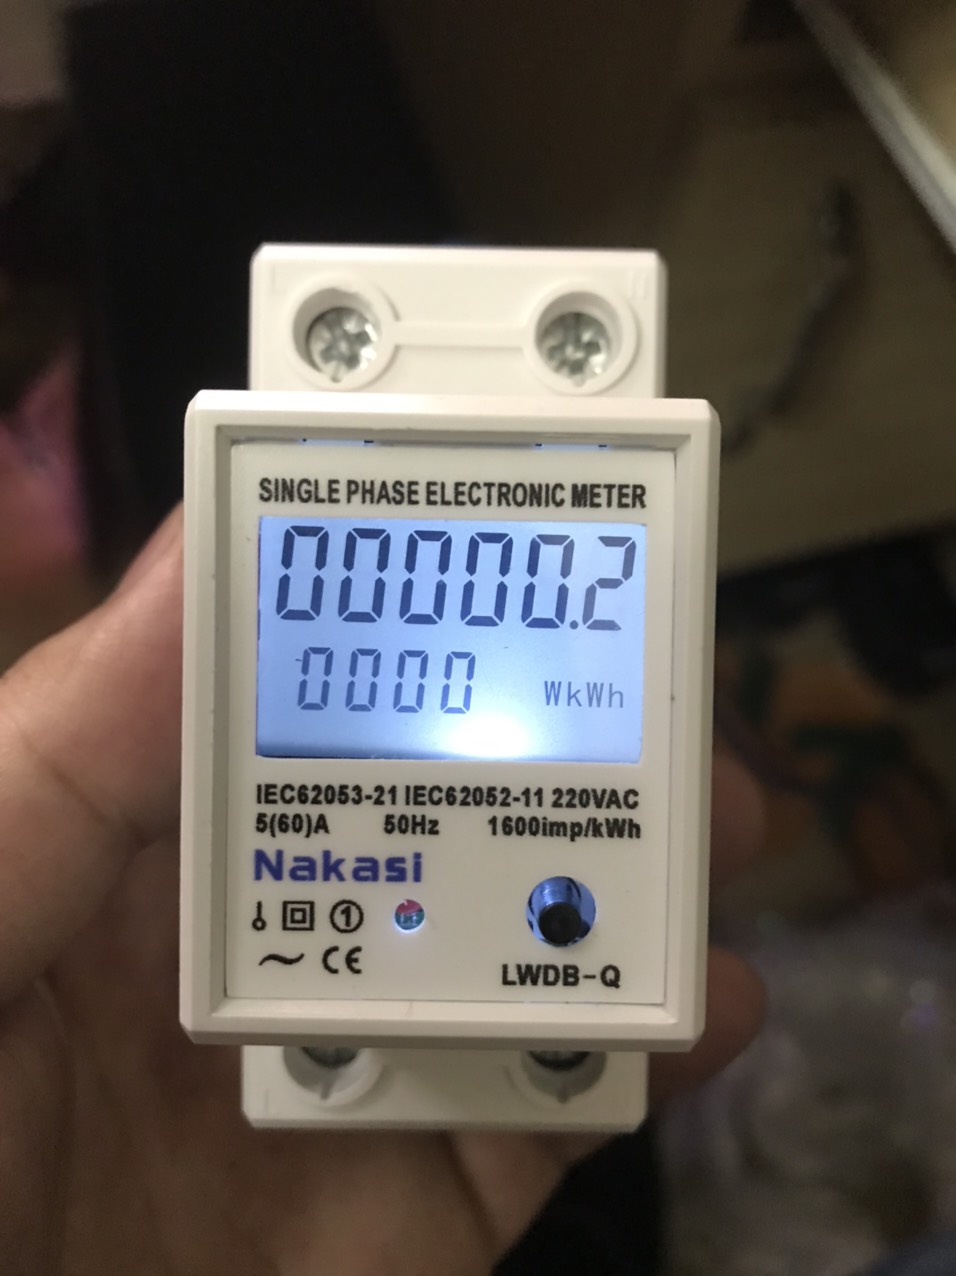 SINGLE PHASE ELECTRONIC METER
00000.2
0000 WkWh
IEC62053-21 IEC62052-11 220VAC
5(60)A 50Hz 1600imp/kWh
Nakasi
1
CE
LWDB-Q